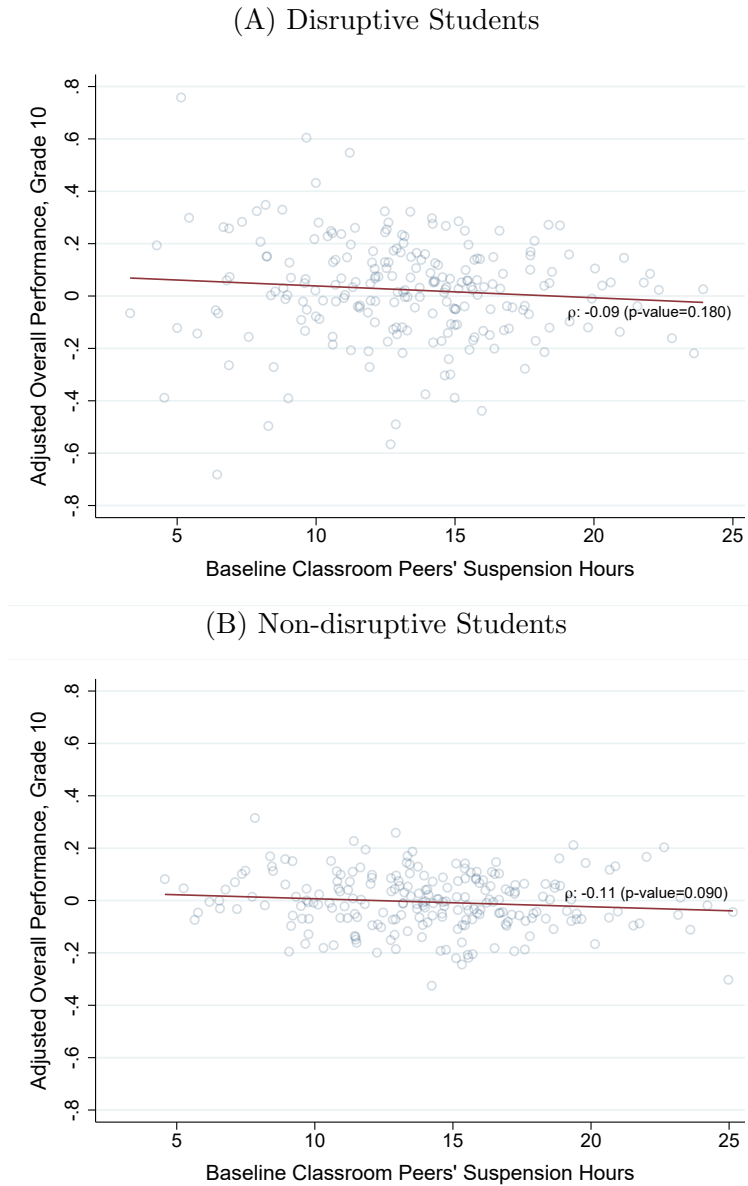 (A) Disruptive Students
Adjusted Overall Performance, Grade 10
.8
.6
.4
.2
0
-.2
-.4
-.6
-.8
ρ: -0.09 (p-value=0.180)
5 10 15 20 25
Baseline Classroom Peers' Suspension Hours
(B) Non-disruptive Students
Adjusted Overall Performance, Grade 10
.8
.6
.4
.2
0
-.2
-.4
-.6
-.8
ρ: -0.11 (p-value=0.090)
5 10 15 20 25
Baseline Classroom Peers' Suspension Hours